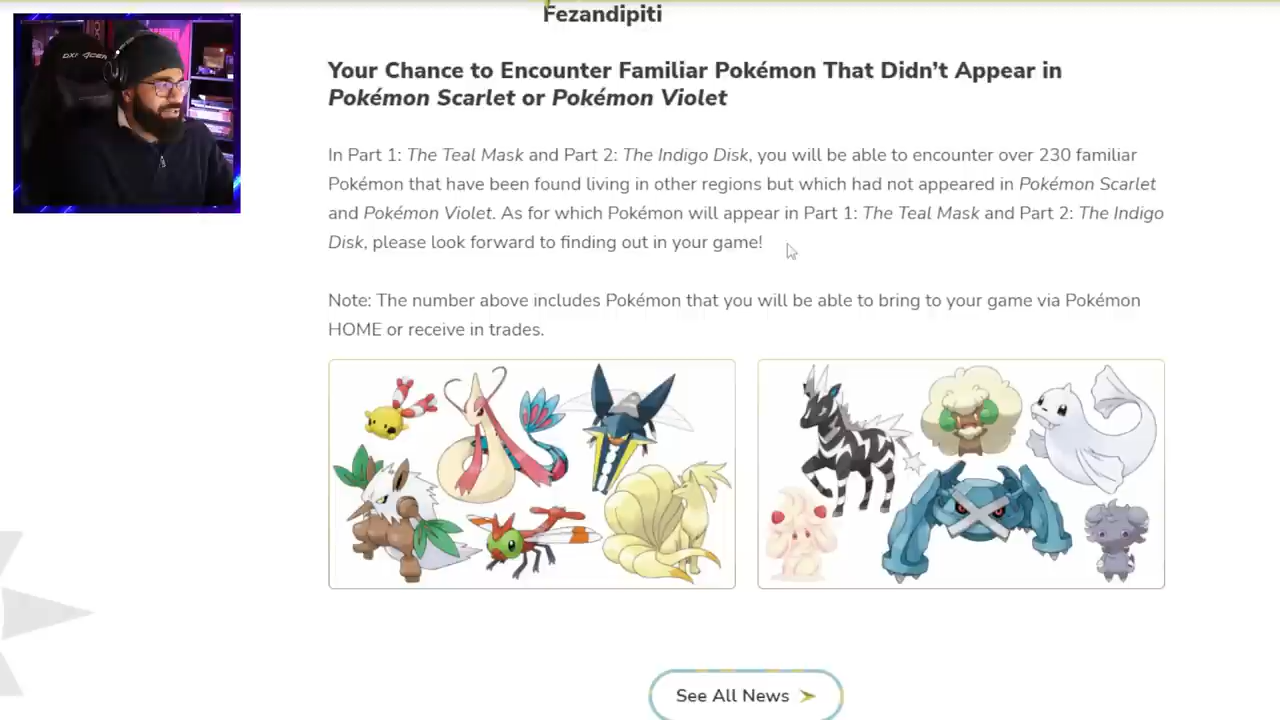 Fezandipiti
Your Chance to Encounter Familiar Pokémon That Didn't Appear in
Pokémon Scarlet or Pokémon Violet
In Part 1: The Teal Mask and Part 2: The Indigo Disk, you will be able to encounter over 230 familiar
Pokémon that have been found living in other regions but which had not appeared in Pokémon Scarlet
and Pokémon Violet. As for which Pokémon will appear in Part 1: The Teal Mask and Part 2: The Indigo
Disk, please look forward to finding out in your game!
Note: The number above includes Pokémon that you will be able to bring to your game via Pokémon
HOME or receive in trades.
See All News